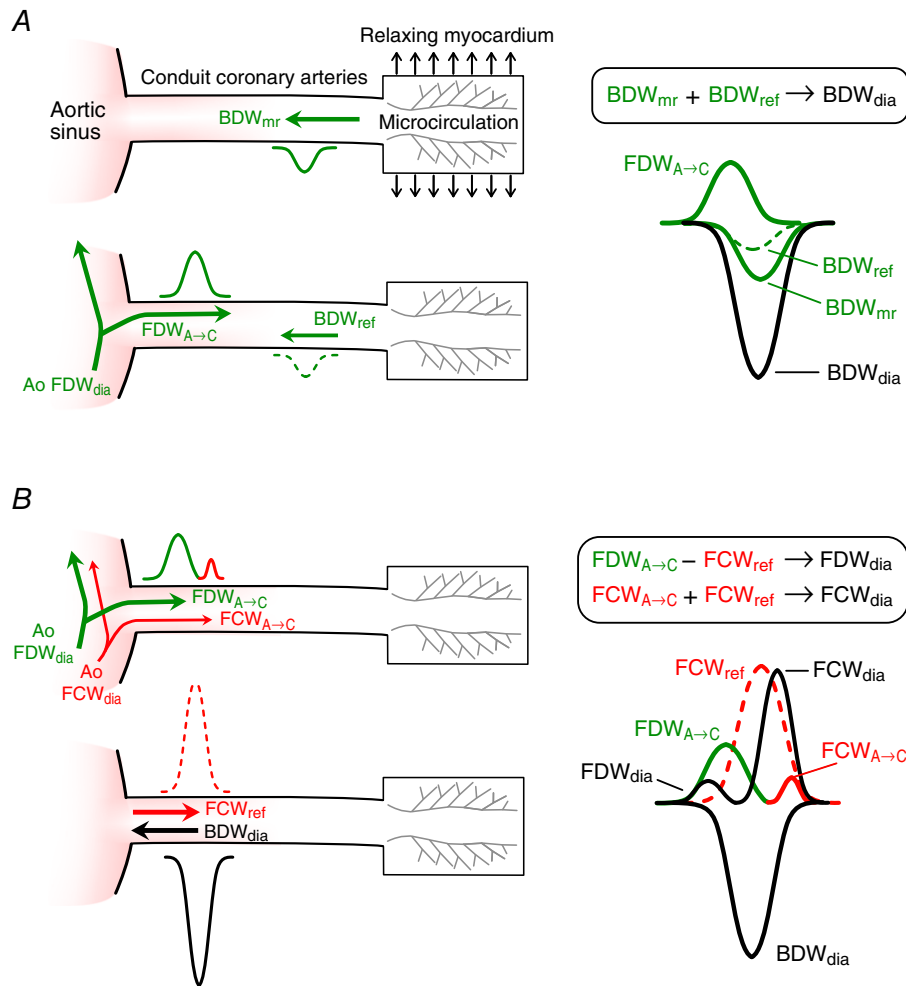 A
Relaxing myocardium
Conduit coronary arteries
Aortic
sinus
BDWmr
Microcirculation
BDWmr + BDWref → BDWdia
FDWA→C
BDWref
BDWmr
BDWdia
FDWA→C
BDWref
Ao FDWdia
B
FDWA→C
FCWA→C
Ao
FDWdia
Ao
FCWdia
FCWref
BDWdia
FDWA→C – FCWref → FDWdia
FCWA→C + FCWref → FCWdia
FCWref
FCWdia
FDWA→C
FCWA→C
FDWdia
BDWdia